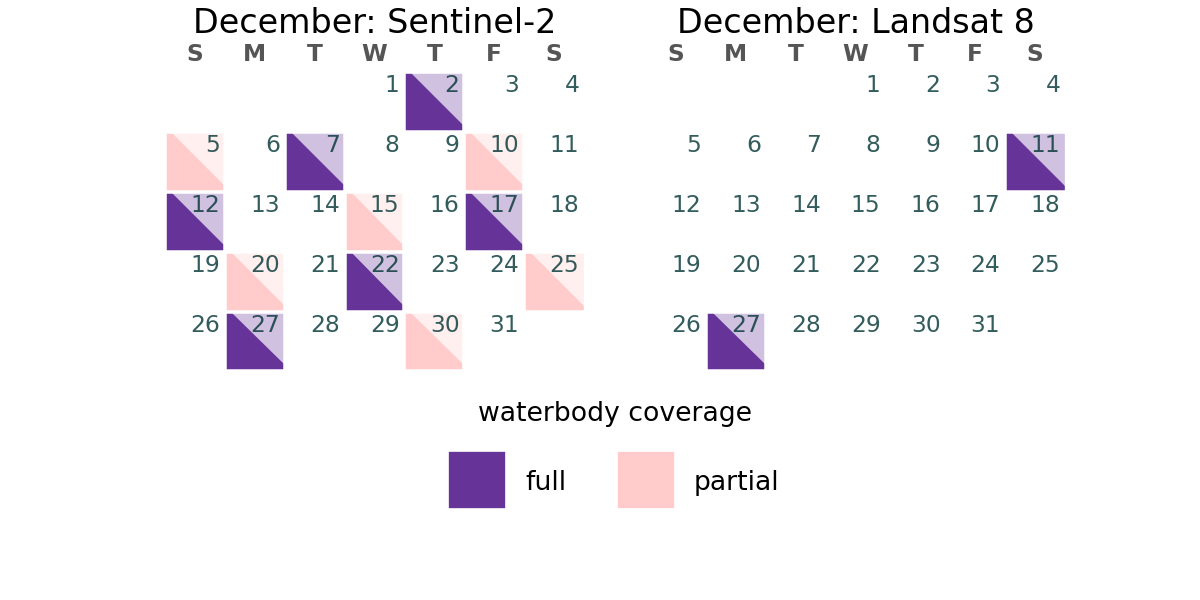 December: Sentinel-2
S M T W T F S
1 2 3 4
5 6 7 8 9 10 11
12 13 14 15 16 17 18
19 20 21 22 23 24 25
26 27 28 29 30 31
December: Landsat 8
S M T W T F S
1 2 3 4
5 6 7 8 9 10 11
12 13 14 15 16 17 18
19 20 21 22 23 24 25
26 27 28 29 30 31
waterbody coverage
full partial